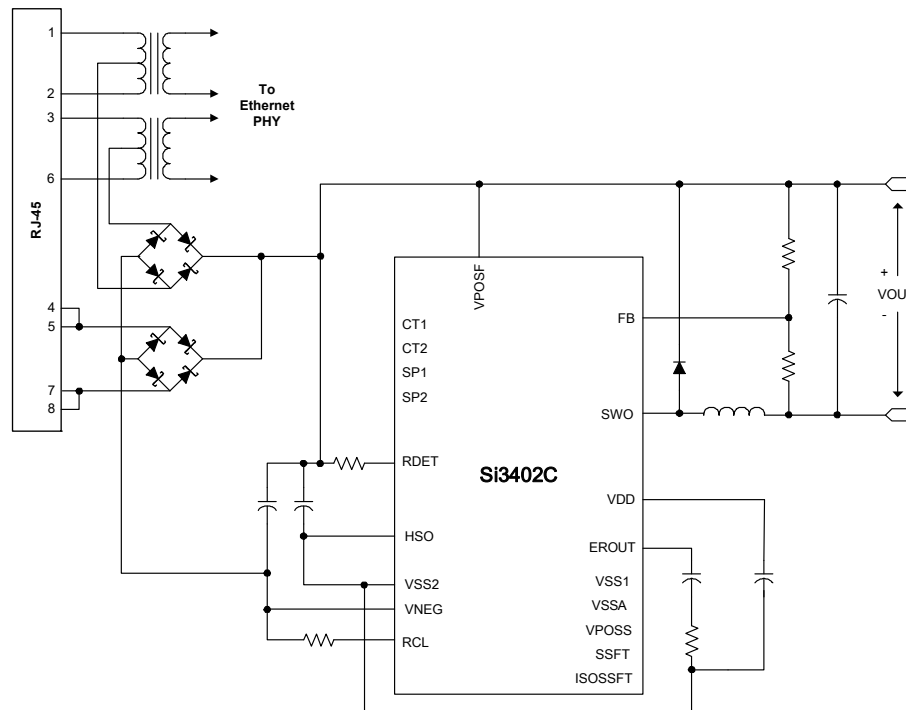 1
2
3
6
4
5
7
8
RJ-45
To
Ethernet
PHY
VPOSF
CT1
CT2
SP1
SP2
RDET
HSO
VSS2
VNEG
RCL
Si3402C
FB
SWO
VDD
EROUT
VSS1
VSSA
VPOSS
SSFT
ISOSSFT
+
VOU
-